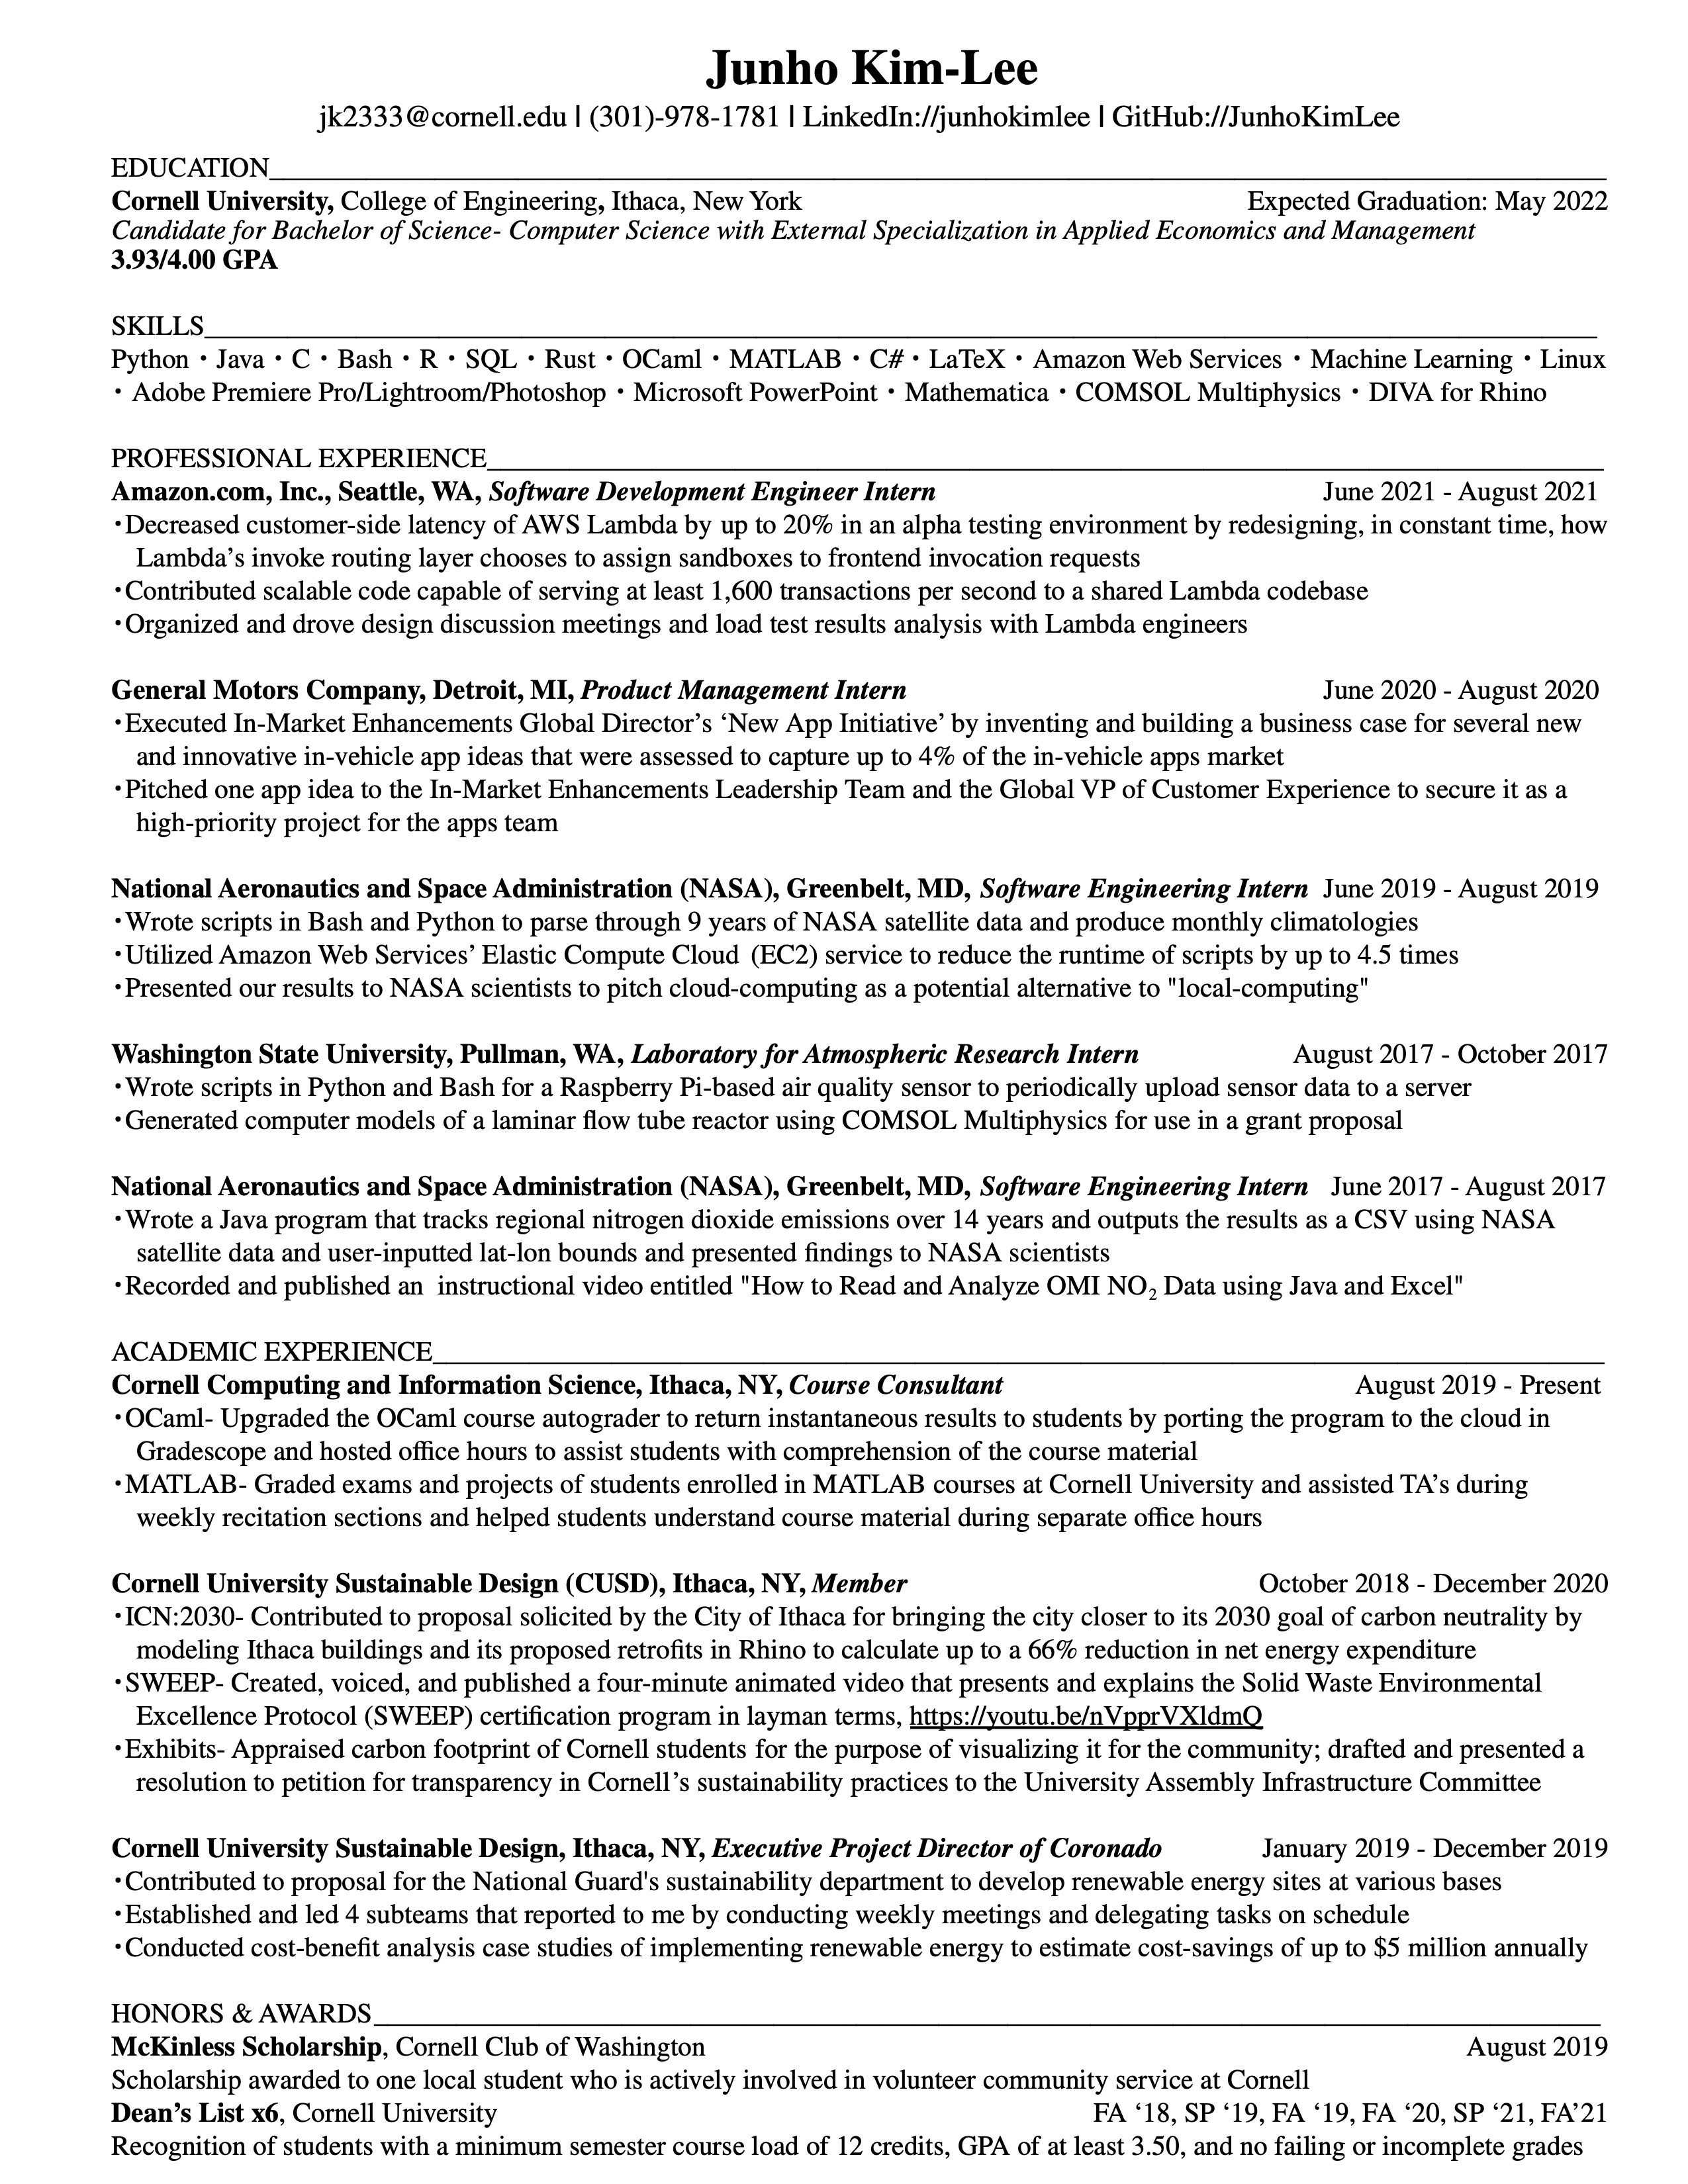 Junho Kim-Lee
jk2333@cornell.edu | (301)-978-1781 | LinkedIn://junhokimlee | GitHub://JunhoKimLee
EDUCATION
Cornell University, College of Engineering, Ithaca, New York Expected Graduation: May 2022
Candidate for Bachelor of Science- Computer Science with External Specialization in Applied Economics and Management
3.93/4.00 GPA
SKILLS
Python · Java · C · Bash · R · SQL · Rust · OCaml · MATLAB · C# · LaTeX · Amazon Web Services · Machine Learning · Linux
· Adobe Premiere Pro/Lightroom/Photoshop · Microsoft PowerPoint · Mathematica · COMSOL Multiphysics · DIVA for Rhino
PROFESSIONAL EXPERIENCE
Amazon.com, Inc., Seattle, WA, Software Development Engineer Intern June 2021 - August 2021
·Decreased customer-side latency of AWS Lambda by up to 20% in an alpha testing environment by redesigning, in constant time, how
Lambda’s invoke routing layer chooses to assign sandboxes to frontend invocation requests
·Contributed scalable code capable of serving at least 1,600 transactions per second to a shared Lambda codebase
·Organized and drove design discussion meetings and load test results analysis with Lambda engineers
General Motors Company, Detroit, MI, Product Management Intern June 2020 - August 2020
·Executed In-Market Enhancements Global Director’s ‘New App Initiative’ by inventing and building a business case for several new
and innovative in-vehicle app ideas that were assessed to capture up to 4% of the in-vehicle apps market
·Pitched one app idea to the In-Market Enhancements Leadership Team and the Global VP of Customer Experience to secure it as a
high-priority project for the apps team
National Aeronautics and Space Administration (NASA), Greenbelt, MD, Software Engineering Intern June 2019 - August 2019
·Wrote scripts in Bash and Python to parse through 9 years of NASA satellite data and produce monthly climatologies
·Utilized Amazon Web Services’ Elastic Compute Cloud (EC2) service to reduce the runtime of scripts by up to 4.5 times
·Presented our results to NASA scientists to pitch cloud-computing as a potential alternative to "local-computing"
Washington State University, Pullman, WA, Laboratory for Atmospheric Research Intern August 2017 - October 2017
·Wrote scripts in Python and Bash for a Raspberry Pi-based air quality sensor to periodically upload sensor data to a server
·Generated computer models of a laminar flow tube reactor using COMSOL Multiphysics for use in a grant proposal
National Aeronautics and Space Administration (NASA), Greenbelt, MD, Software Engineering Intern June 2017 - August 2017
·Wrote a Java program that tracks regional nitrogen dioxide emissions over 14 years and outputs the results as a CSV using NASA
satellite data and user-inputted lat-lon bounds and presented findings to NASA scientists
·Recorded and published an instructional video entitled "How to Read and Analyze OMI NO₂ Data using Java and Excel"
ACADEMIC EXPERIENCE
Cornell Computing and Information Science, Ithaca, NY, Course Consultant August 2019 - Present
·OCaml- Upgraded the OCaml course autograder to return instantaneous results to students by porting the program to the cloud in
Gradescope and hosted office hours to assist students with comprehension of the course material
·MATLAB- Graded exams and projects of students enrolled in MATLAB courses at Cornell University and assisted TA’s during
weekly recitation sections and helped students understand course material during separate office hours
Cornell University Sustainable Design (CUSD), Ithaca, NY, Member October 2018 - December 2020
·ICN:2030- Contributed to proposal solicited by the City of Ithaca for bringing the city closer to its 2030 goal of carbon neutrality by
modeling Ithaca buildings and its proposed retrofits in Rhino to calculate up to a 66% reduction in net energy expenditure
·SWEEP- Created, voiced, and published a four-minute animated video that presents and explains the Solid Waste Environmental
Excellence Protocol (SWEEP) certification program in layman terms, https://youtu.be/nVpprVXldmQ
·Exhibits- Appraised carbon footprint of Cornell students for the purpose of visualizing it for the community; drafted and presented a
resolution to petition for transparency in Cornell’s sustainability practices to the University Assembly Infrastructure Committee
Cornell University Sustainable Design, Ithaca, NY, Executive Project Director of Coronado January 2019 - December 2019
·Contributed to proposal for the National Guard's sustainability department to develop renewable energy sites at various bases
·Established and led 4 subteams that reported to me by conducting weekly meetings and delegating tasks on schedule
·Conducted cost-benefit analysis case studies of implementing renewable energy to estimate cost-savings of up to $5 million annually
HONORS & AWARDS
McKinless Scholarship, Cornell Club of Washington August 2019
Scholarship awarded to one local student who is actively involved in volunteer community service at Cornell
Dean’s List x6, Cornell University FA ‘18, SP ‘19, FA ‘19, FA ‘20, SP ‘21, FA’21
Recognition of students with a minimum semester course load of 12 credits, GPA of at least 3.50, and no failing or incomplete grades